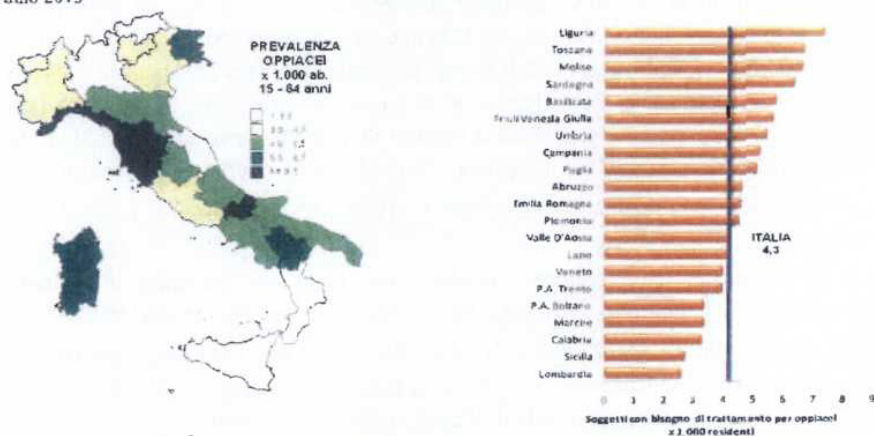 PREVALENZA
OPPIACEI
x 1.000 ab.
15 - 64 anni
Liguria
Toscana
Molise
Sardegna
Basilicata
Friuli Venezia Giulia
Umbria
Campania
Puglia
Abruzzo
Emilia Romagna
Piemonte
Valle D'Aosta
Lazio
Veneto
P.A. Trento
P.A. Bolzano
Marche
Calabria
Sicilia
Lombardia
ITALIA
4,3
0 1 2 3 4 5 6 7 8 9
Soggetti con bisogno di trattamento per oppiacei
x 1.000 residenti